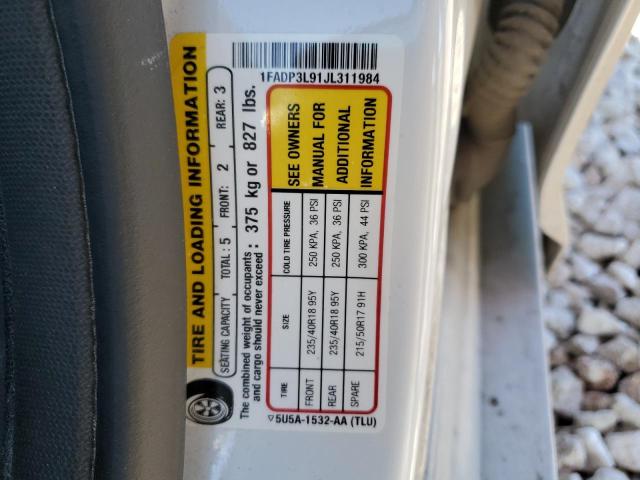 1FADP3L91JL311984
TIRE AND LOADING INFORMATION
SEATING CAPACITY TOTAL: 5 FRONT: 2 REAR: 3
The combined weight of occupants
and cargo should never exceed: 375 kg or 827 lbs.
TIRE SIZE COLD TIRE PRESSURE
FRONT 235/40R18 95Y 250 KPA, 36 PSI
REAR 235/40R18 95Y 250 KPA, 36 PSI
SPARE 215/50R17 91H 300 KPA, 44 PSI
SEE OWNERS
MANUAL FOR
ADDITIONAL
INFORMATION
5U5A-1532-AA (TLU)